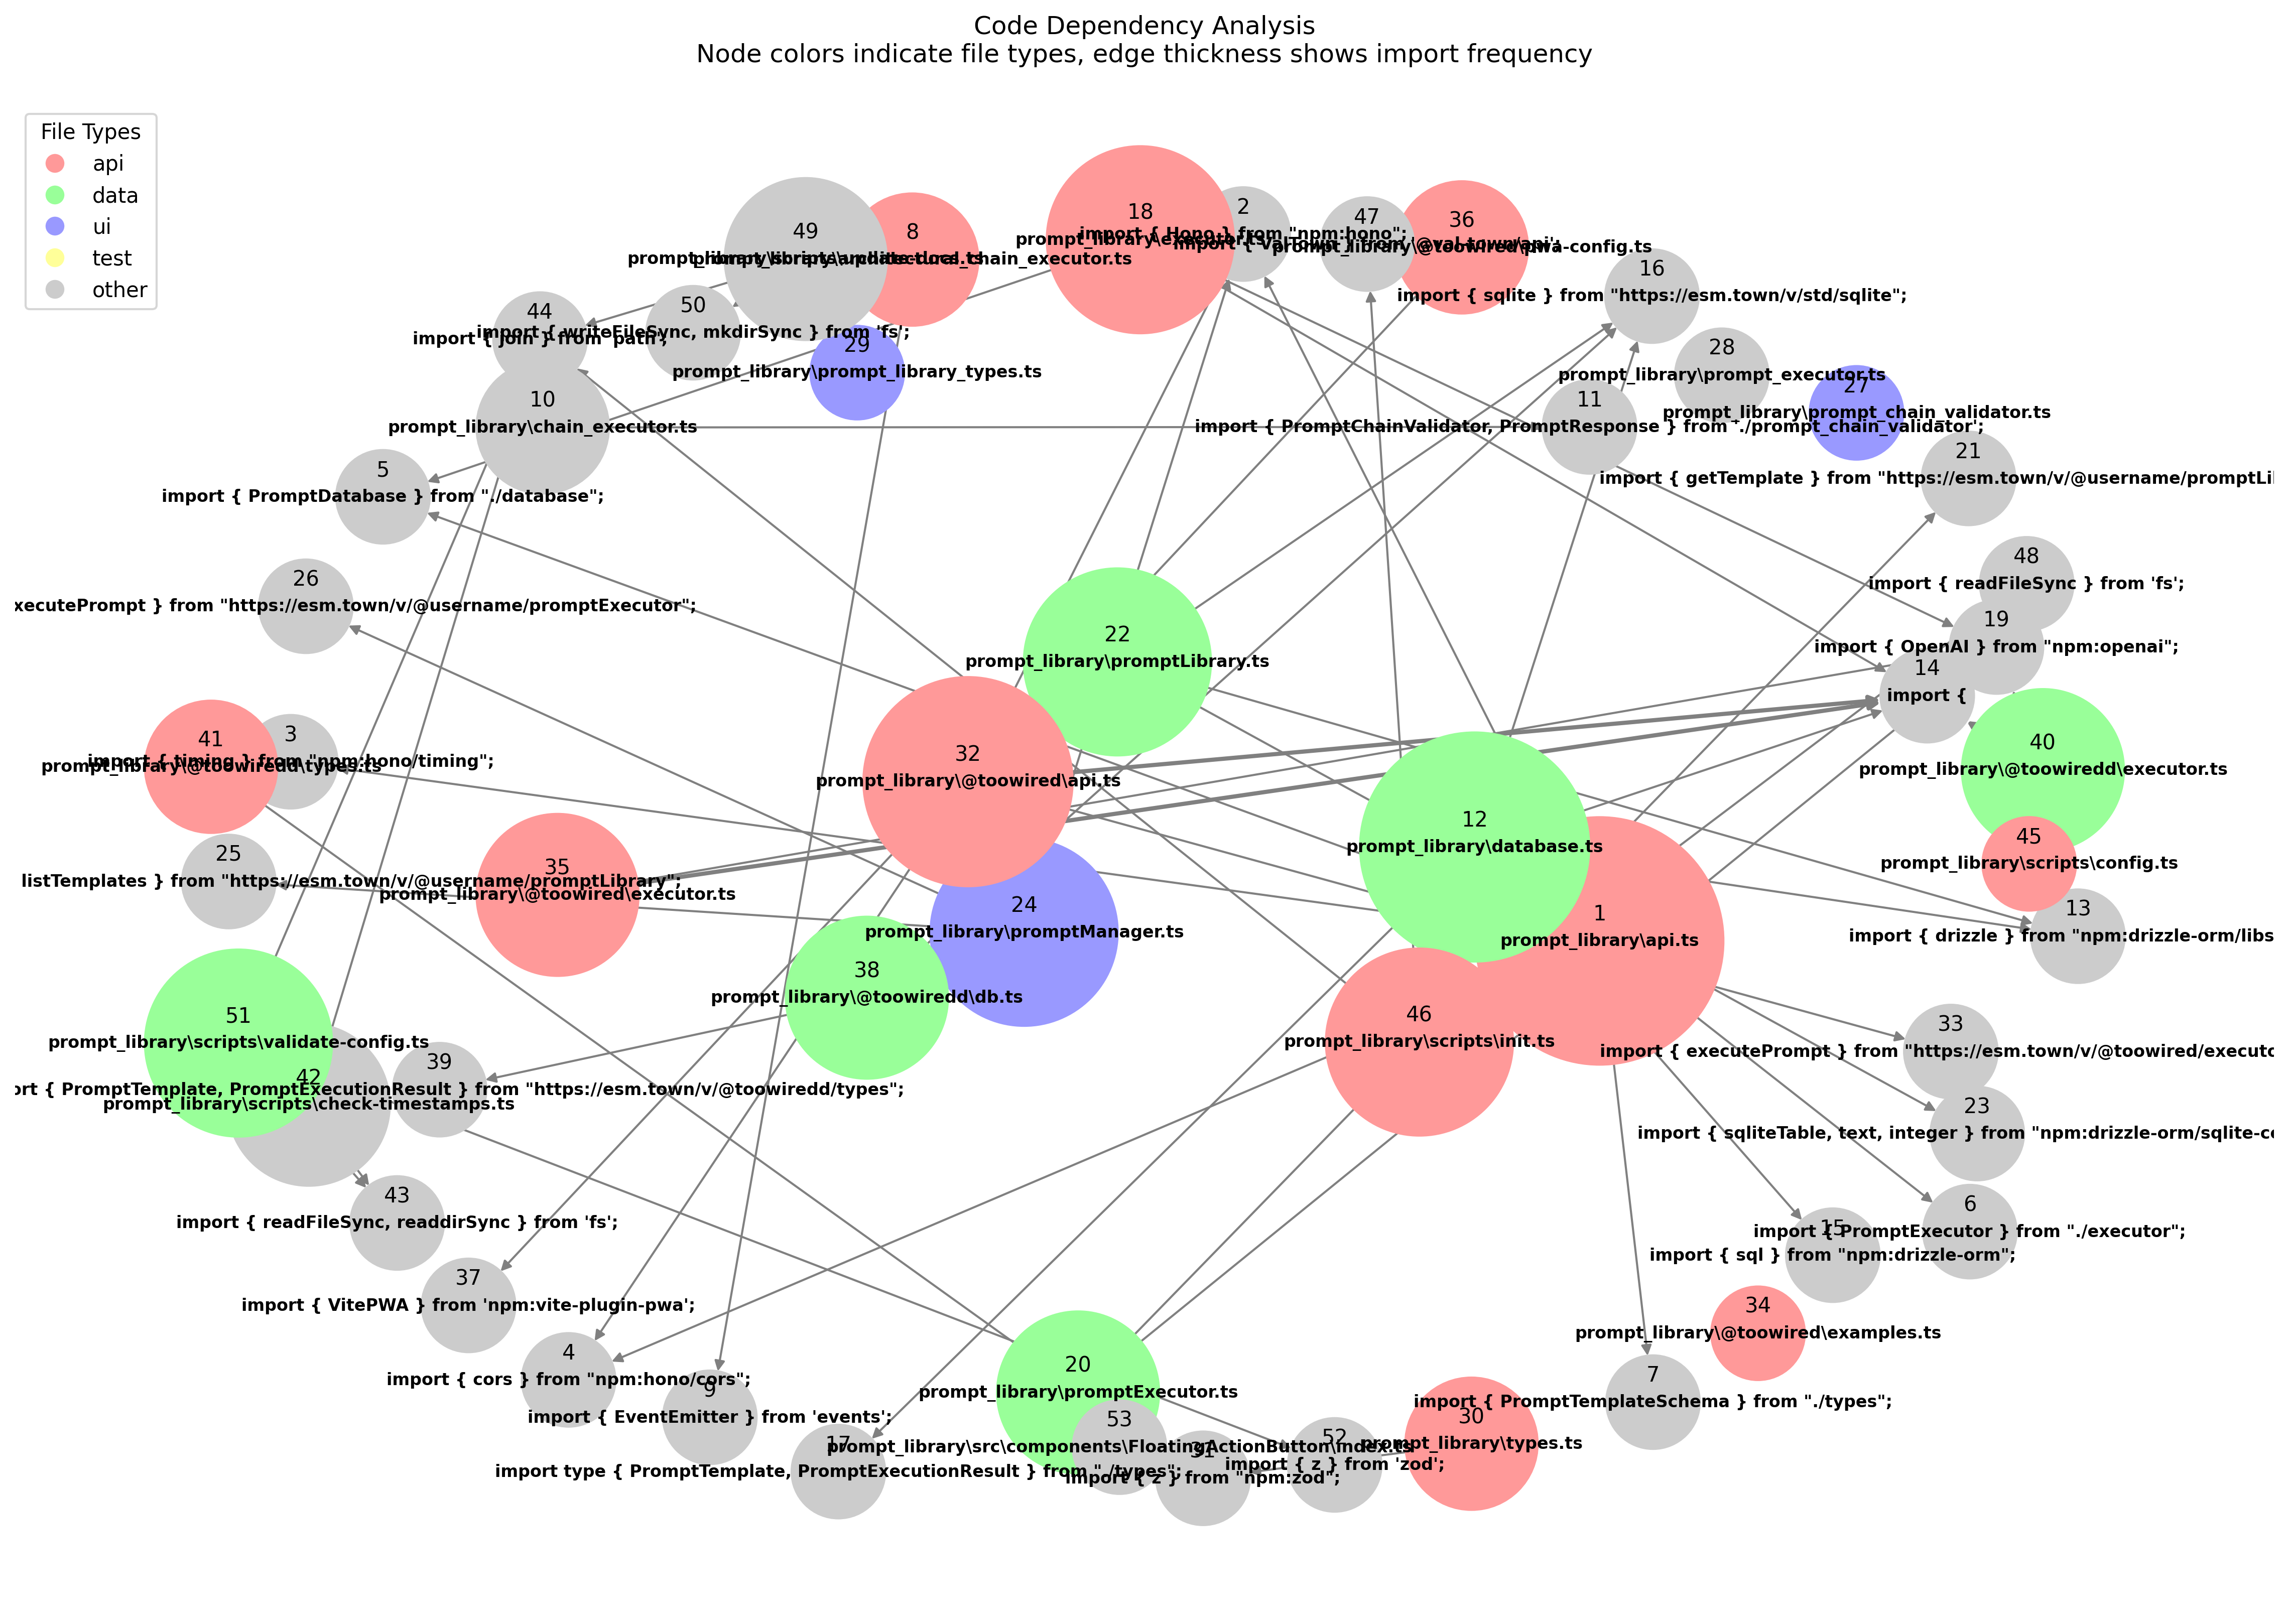 Code Dependency Analysis
Node colors indicate file types, edge thickness shows import frequency
File Types
api
data
ui
test
other
18
prompt_library\executor.ts
2
import { Hono } from "npm:hono";
47
import { ValTown } from '@val-town/api';
36
prompt_library\@toowired\pwa-config.ts
49
prompt_library\scripts\update-docs.ts
8
prompt_library\architectural_chain_executor.ts
16
import { sqlite } from "https://esm.town/v/std/sqlite";
44
import { join } from 'path';
50
import { writeFileSync, mkdirSync } from 'fs';
29
prompt_library\prompt_library_types.ts
28
prompt_library\prompt_executor.ts
27
prompt_library\prompt_chain_validator.ts
10
prompt_library\chain_executor.ts
11
import { PromptChainValidator, PromptResponse } from './prompt_chain_validator';
5
import { PromptDatabase } from "./database";
21
import { getTemplate } from "https://esm.town/v/@username/promptLi
48
import { readFileSync } from 'fs';
26
xecutePrompt } from "https://esm.town/v/@username/promptExecutor";
19
import { OpenAI } from "npm:openai";
22
prompt_library\promptLibrary.ts
14
import {
41
prompt_library\@toowiredd\types.ts
3
import { timing } from "npm:hono/timing";
32
prompt_library\@toowired\api.ts
40
prompt_library\@toowiredd\executor.ts
12
prompt_library\database.ts
45
prompt_library\scripts\config.ts
25
listTemplates } from "https://esm.town/v/@username/promptLibrary";
35
prompt_library\@toowired\executor.ts
24
prompt_library\promptManager.ts
1
prompt_library\api.ts
13
import { drizzle } from "npm:drizzle-orm/libs
38
prompt_library\@toowiredd\db.ts
51
prompt_library\scripts\validate-config.ts
46
prompt_library\scripts\init.ts
33
import { executePrompt } from "https://esm.town/v/@toowired/executo
39
ort { PromptTemplate, PromptExecutionResult } from "https://esm.town/v/@toowiredd/types";
42
prompt_library\scripts\check-timestamps.ts
23
import { sqliteTable, text, integer } from "npm:drizzle-orm/sqlite-co
43
import { readFileSync, readdirSync } from 'fs';
6
import { PromptExecutor } from "./executor";
15
import { sql } from "npm:drizzle-orm";
37
import { VitePWA } from 'npm:vite-plugin-pwa';
34
prompt_library\@toowired\examples.ts
4
import { cors } from "npm:hono/cors";
20
prompt_library\promptExecutor.ts
7
import { PromptTemplateSchema } from "./types";
9
import { EventEmitter } from 'events';
53
prompt_library\src\components\FloatingActionButton\index.ts
30
prompt_library\types.ts
17
import type { PromptTemplate, PromptExecutionResult } from "./types";
52
import { z } from 'zod';
31
import { z } from "npm:zod";